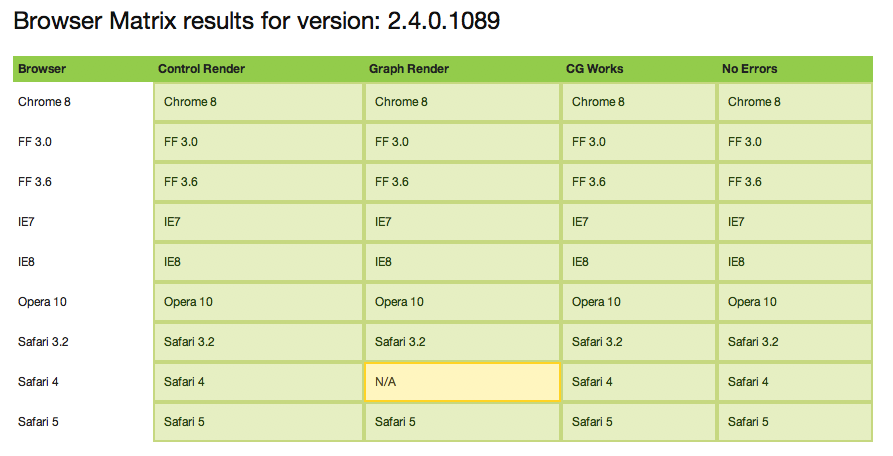 Browser Matrix results for version: 2.4.0.1089
Browser Control Render Graph Render CG Works No Errors
Chrome 8 Chrome 8 Chrome 8 Chrome 8 Chrome 8
FF 3.0 FF 3.0 FF 3.0 FF 3.0 FF 3.0
FF 3.6 FF 3.6 FF 3.6 FF 3.6 FF 3.6
IE7 IE7 IE7 IE7 IE7
IE8 IE8 IE8 IE8 IE8
Opera 10 Opera 10 Opera 10 Opera 10 Opera 10
Safari 3.2 Safari 3.2 Safari 3.2 Safari 3.2 Safari 3.2
Safari 4 Safari 4 N/A Safari 4 Safari 4
Safari 5 Safari 5 Safari 5 Safari 5 Safari 5